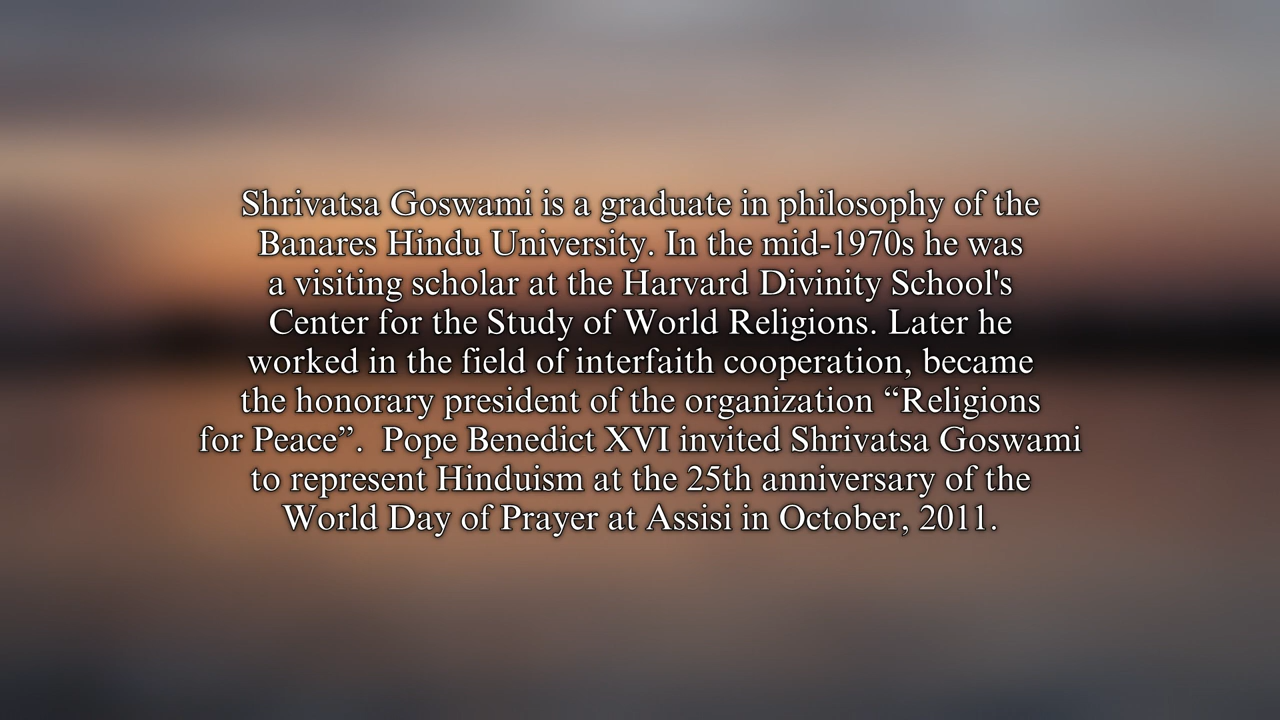 Shrivatsa Goswami is a graduate in philosophy of the
Banares Hindu University. In the mid-1970s he was
a visiting scholar at the Harvard Divinity School's
Center for the Study of World Religions. Later he
worked in the field of interfaith cooperation, became
the honorary president of the organization “Religions
for Peace”.  Pope Benedict XVI invited Shrivatsa Goswami
to represent Hinduism at the 25th anniversary of the
World Day of Prayer at Assisi in October, 2011.